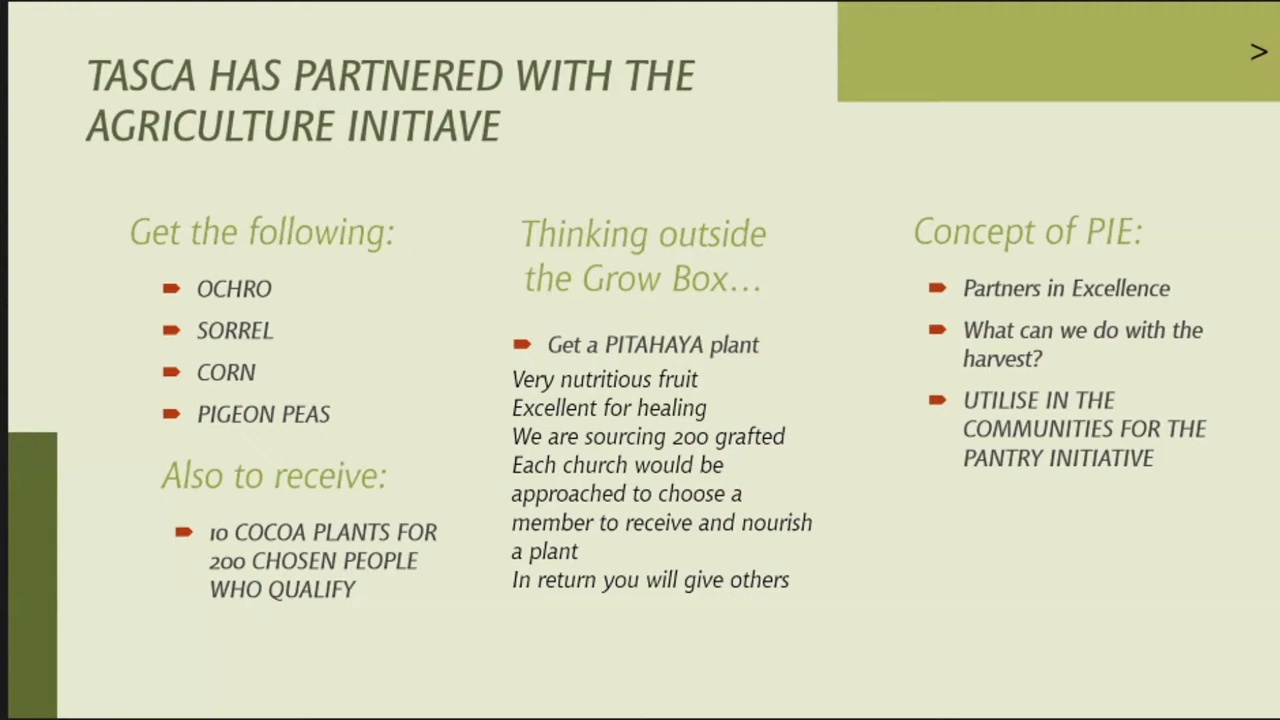 TASCA HAS PARTNERED WITH THE
AGRICULTURE INITIAVE
>
Get the following:
OCHRO
SORREL
CORN
PIGEON PEAS
Also to receive:
10 COCOA PLANTS FOR
200 CHOSEN PEOPLE
WHO QUALIFY
Thinking outside
the Grow Box...
Get a PITAHAYA plant
Very nutritious fruit
Excellent for healing
We are sourcing 200 grafted
Each church would be
approached to choose a
member to receive and nourish
a plant
In return you will give others
Concept of PIE:
Partners in Excellence
What can we do with the
harvest?
UTILISE IN THE
COMMUNITIES FOR THE
PANTRY INITIATIVE